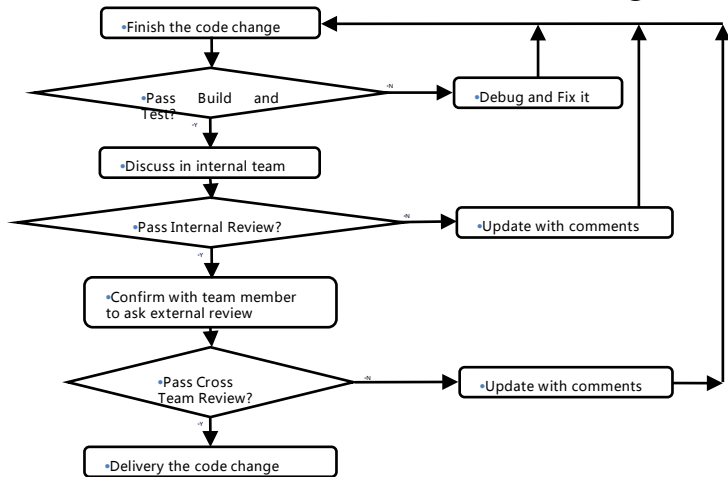 •Finish the code change
•Pass Build and
Test?
•N
•Debug and Fix it
•Y
•Discuss in internal team
•Pass Internal Review?
•N
•Update with comments
•Y
•Confirm with team member
to ask external review
•Pass Cross
Team Review?
•N
•Update with comments
•Y
•Delivery the code change